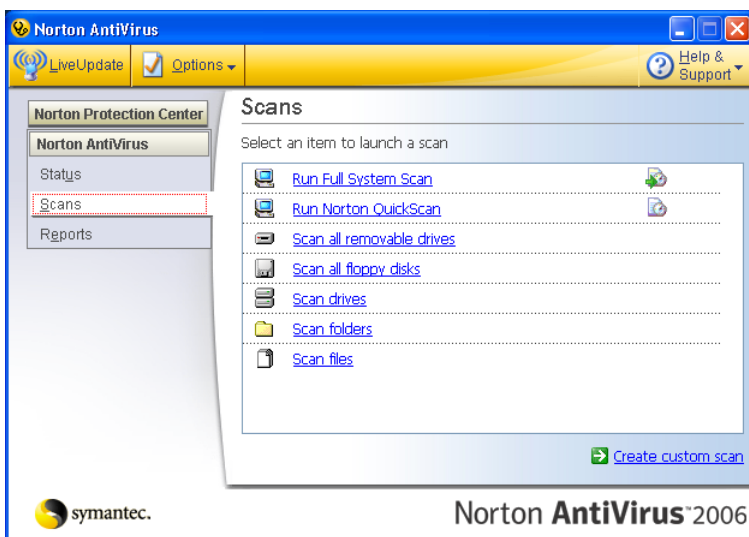 Norton AntiVirus
LiveUpdate
Options
Help & Support
Norton Protection Center
Norton AntiVirus
Status
Scans
Reports
Scans
Select an item to launch a scan
Run Full System Scan
Run Norton QuickScan
Scan all removable drives
Scan all floppy disks
Scan drives
Scan folders
Scan files
Create custom scan
symantec.
Norton AntiVirus™2006